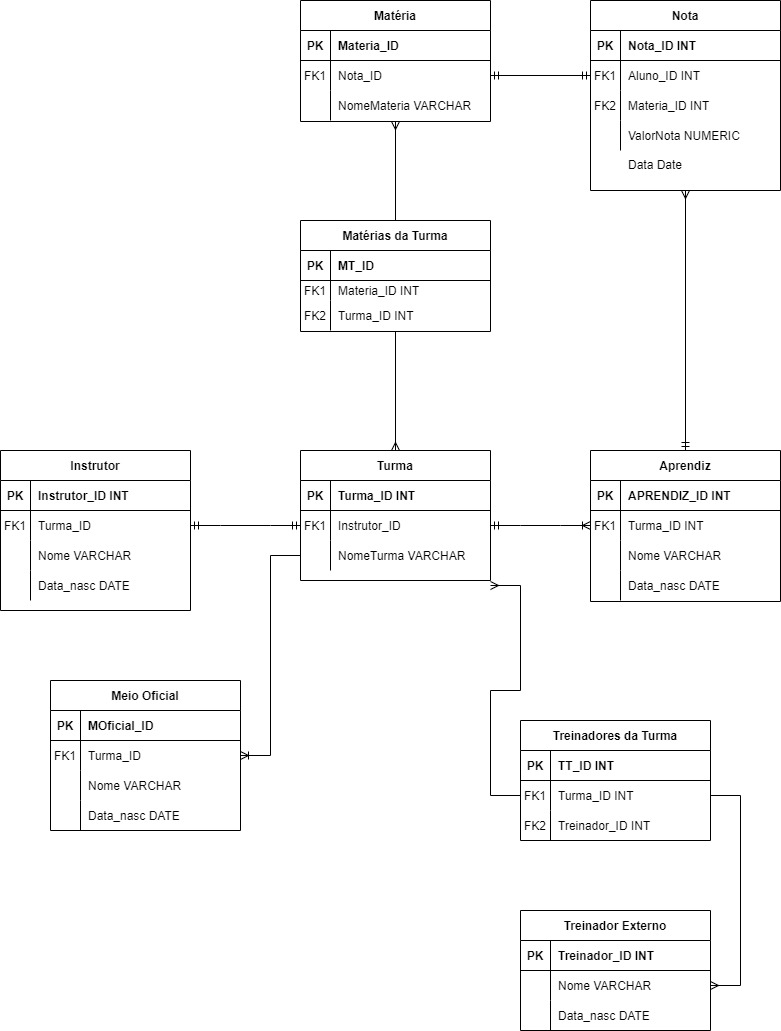 Matéria
PK Materia_ID
FK1 Nota_ID
NomeMateria VARCHAR
Nota
PK Nota_ID INT
FK1 Aluno_ID INT
FK2 Materia_ID INT
ValorNota NUMERIC
Data Date
Matérias da Turma
PK MT_ID
FK1 Materia_ID INT
FK2 Turma_ID INT
Instrutor
PK Instrutor_ID INT
FK1 Turma_ID
Nome VARCHAR
Data_nasc DATE
Turma
PK Turma_ID INT
FK1 Instrutor_ID
NomeTurma VARCHAR
Aprendiz
PK APRENDIZ_ID INT
FK1 Turma_ID INT
Nome VARCHAR
Data_nasc DATE
Meio Oficial
PK MOficial_ID
FK1 Turma_ID
Nome VARCHAR
Data_nasc DATE
Treinadores da Turma
PK TT_ID INT
FK1 Turma_ID INT
FK2 Treinador_ID INT
Treinador Externo
PK Treinador_ID INT
Nome VARCHAR
Data_nasc DATE